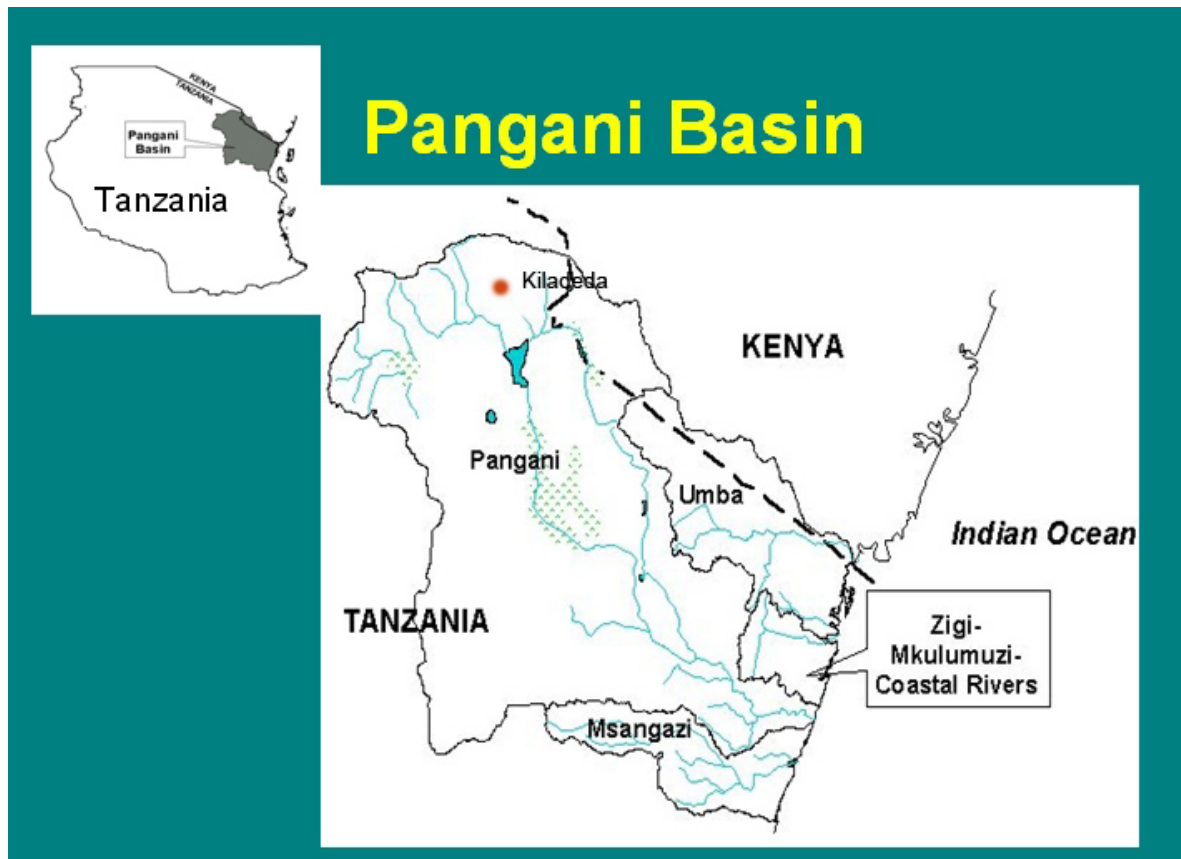 Pangani Basin
KENYA
TANZANIA
Pangani
Basin
Tanzania
Kiladeda
KENYA
Pangani
Umba
Indian Ocean
TANZANIA
Zigi-
Mkulumuzi-
Coastal Rivers
Msangazi